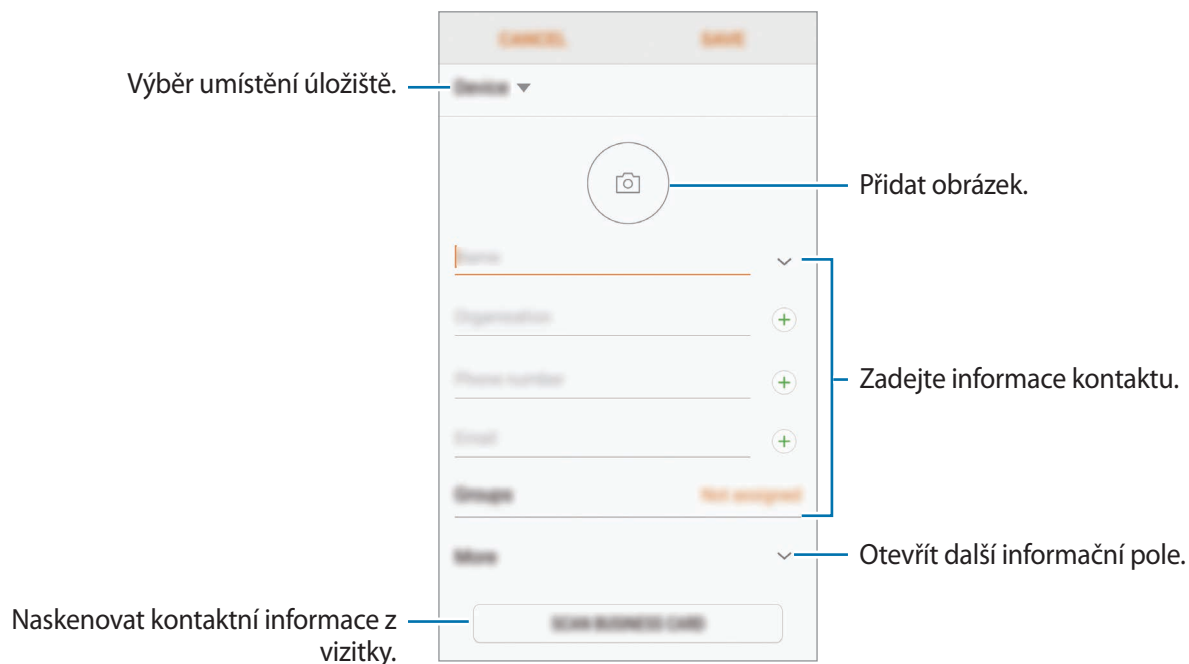 CANCEL SAVE
Výběr umístění úložiště.
Device
Přidat obrázek.
Name
Phone number
Zadejte informace kontaktu.
Email
Groups Not assigned
More
Otevřít další informační pole.
Naskenovat kontaktní informace z
vizitky.
SCAN BUSINESS CARD